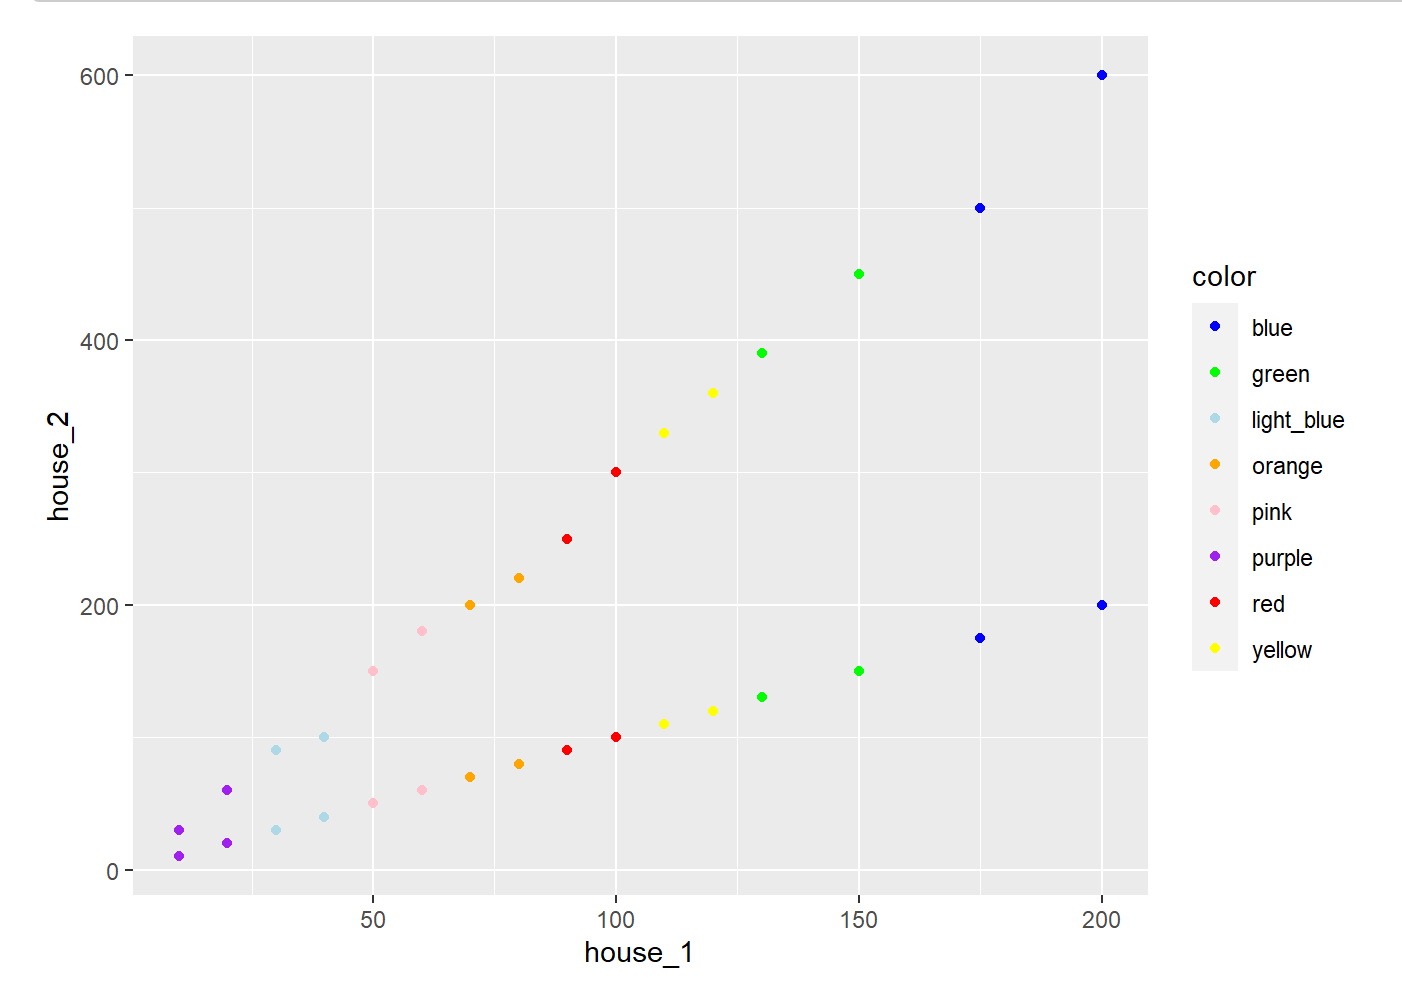 600
400
200
0
house_2
50 100 150 200
house_1
color
blue
green
light_blue
orange
pink
purple
red
yellow